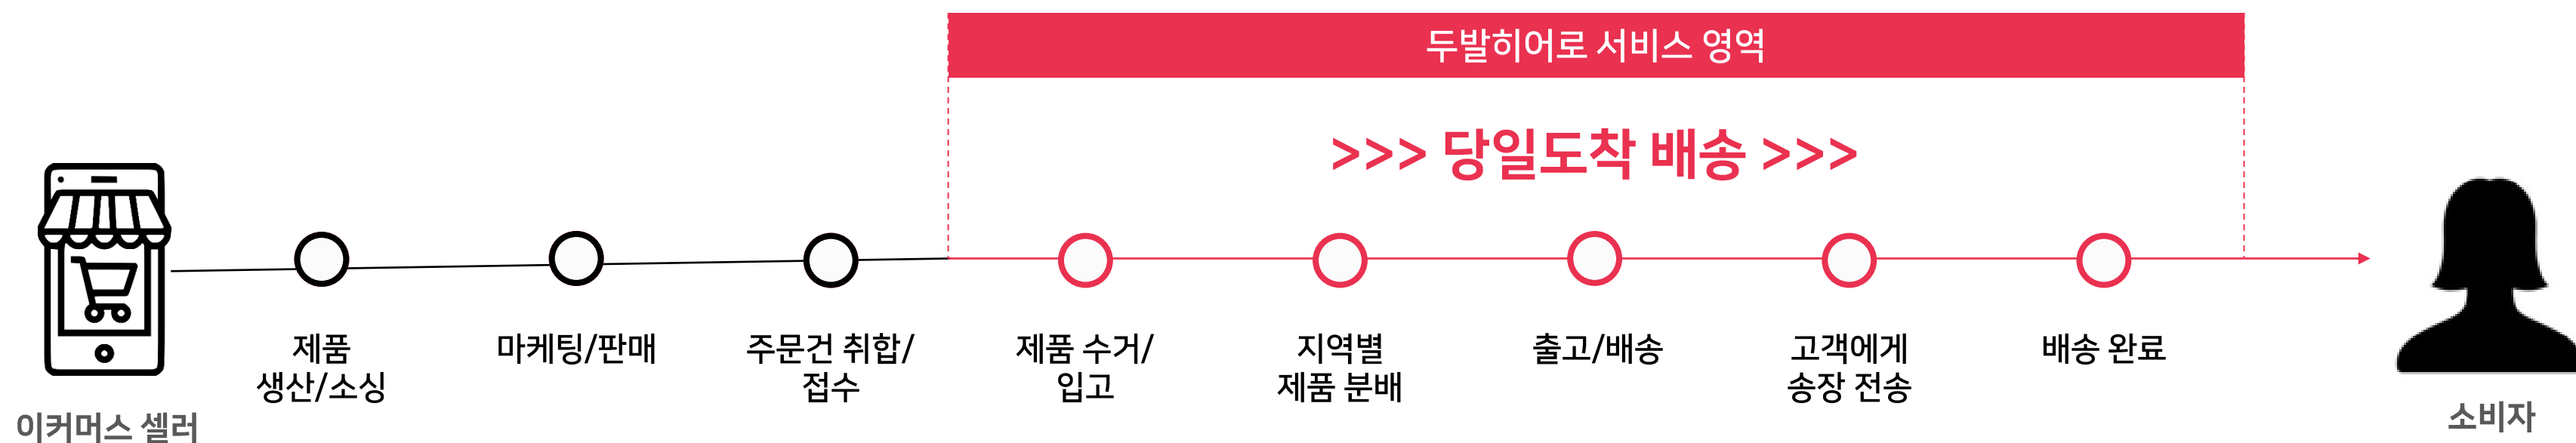 두발히어로 서비스 영역
>>> 당일도착 배송 >>>
제품
생산/소싱
마케팅/판매
주문건 취합/
접수
제품 수거/
입고
지역별
제품 분배
출고/배송
고객에게
송장 전송
배송 완료
이커머스 셀러
소비자